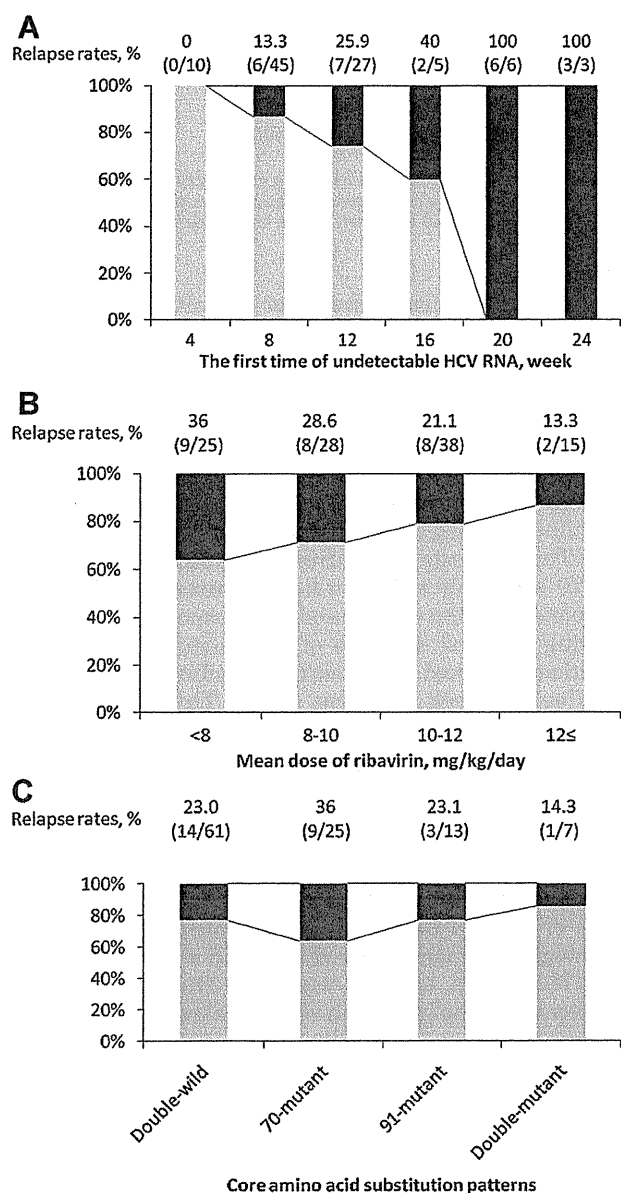 A
0 13.3 25.9 40 100 100
Relapse rates, % (0/10) (6/45) (7/27) (2/5) (6/6) (3/3)
100%
80%
60%
40%
20%
0%
4 8 12 16 20 24
The first time of undetectable HCV RNA, week
B
36 28.6 21.1 13.3
Relapse rates, % (9/25) (8/28) (8/38) (2/15)
100%
80%
60%
40%
20%
0%
<8 8-10 10-12 12≤
Mean dose of ribavirin, mg/kg/day
C
23.0 36 23.1 14.3
Relapse rates, % (14/61) (9/25) (3/13) (1/7)
100%
80%
60%
40%
20%
0%
Double-wild 70-mutant 91-mutant Double-mutant
Core amino acid substitution patterns